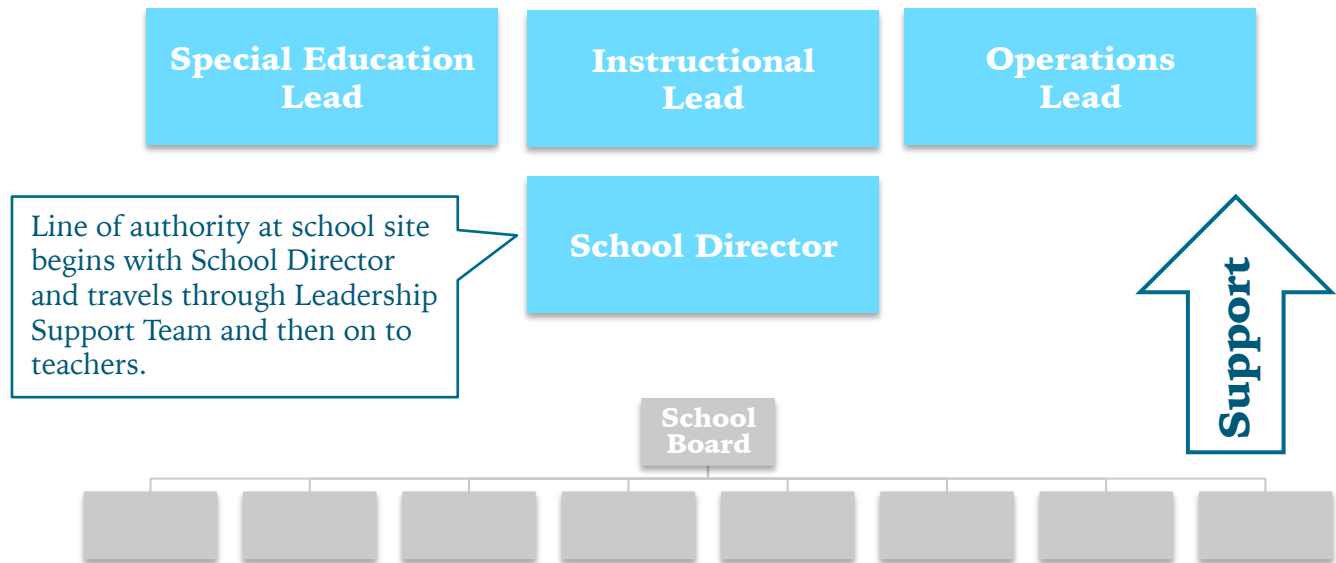 Special Education
Lead
Instructional
Lead
Operations
Lead
Line of authority at school site
begins with School Director
and travels through Leadership
Support Team and then on to
teachers.
School Director
Support
School
Board